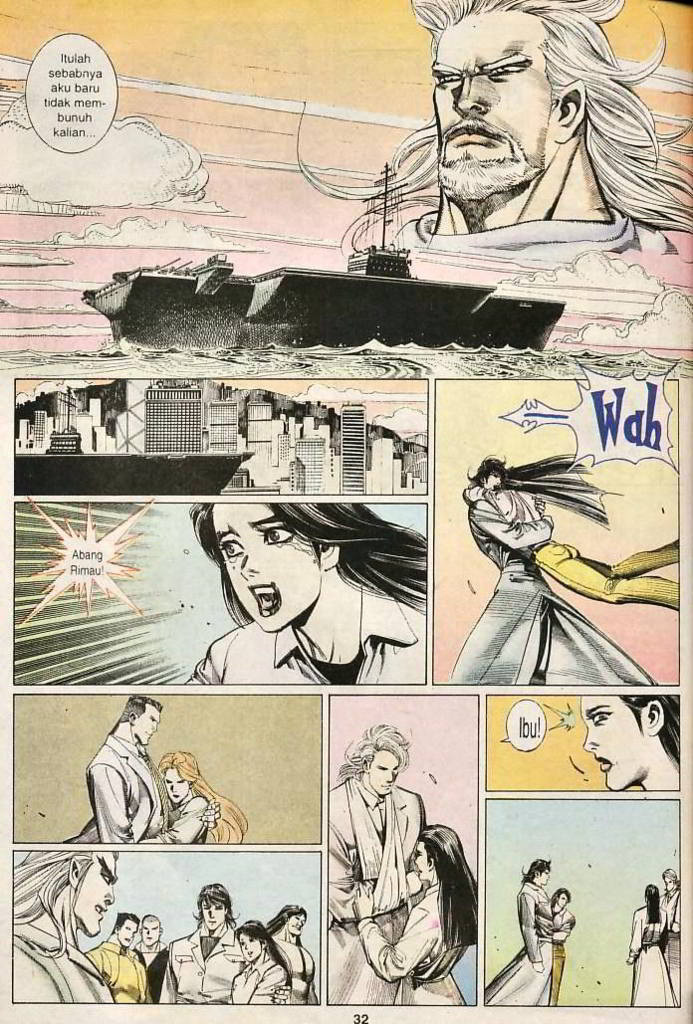 Itulah
sebabnya
aku baru
tidak mem-
bunuh
kalian...
Wah
Abang
Rimau!
Ibu!
32